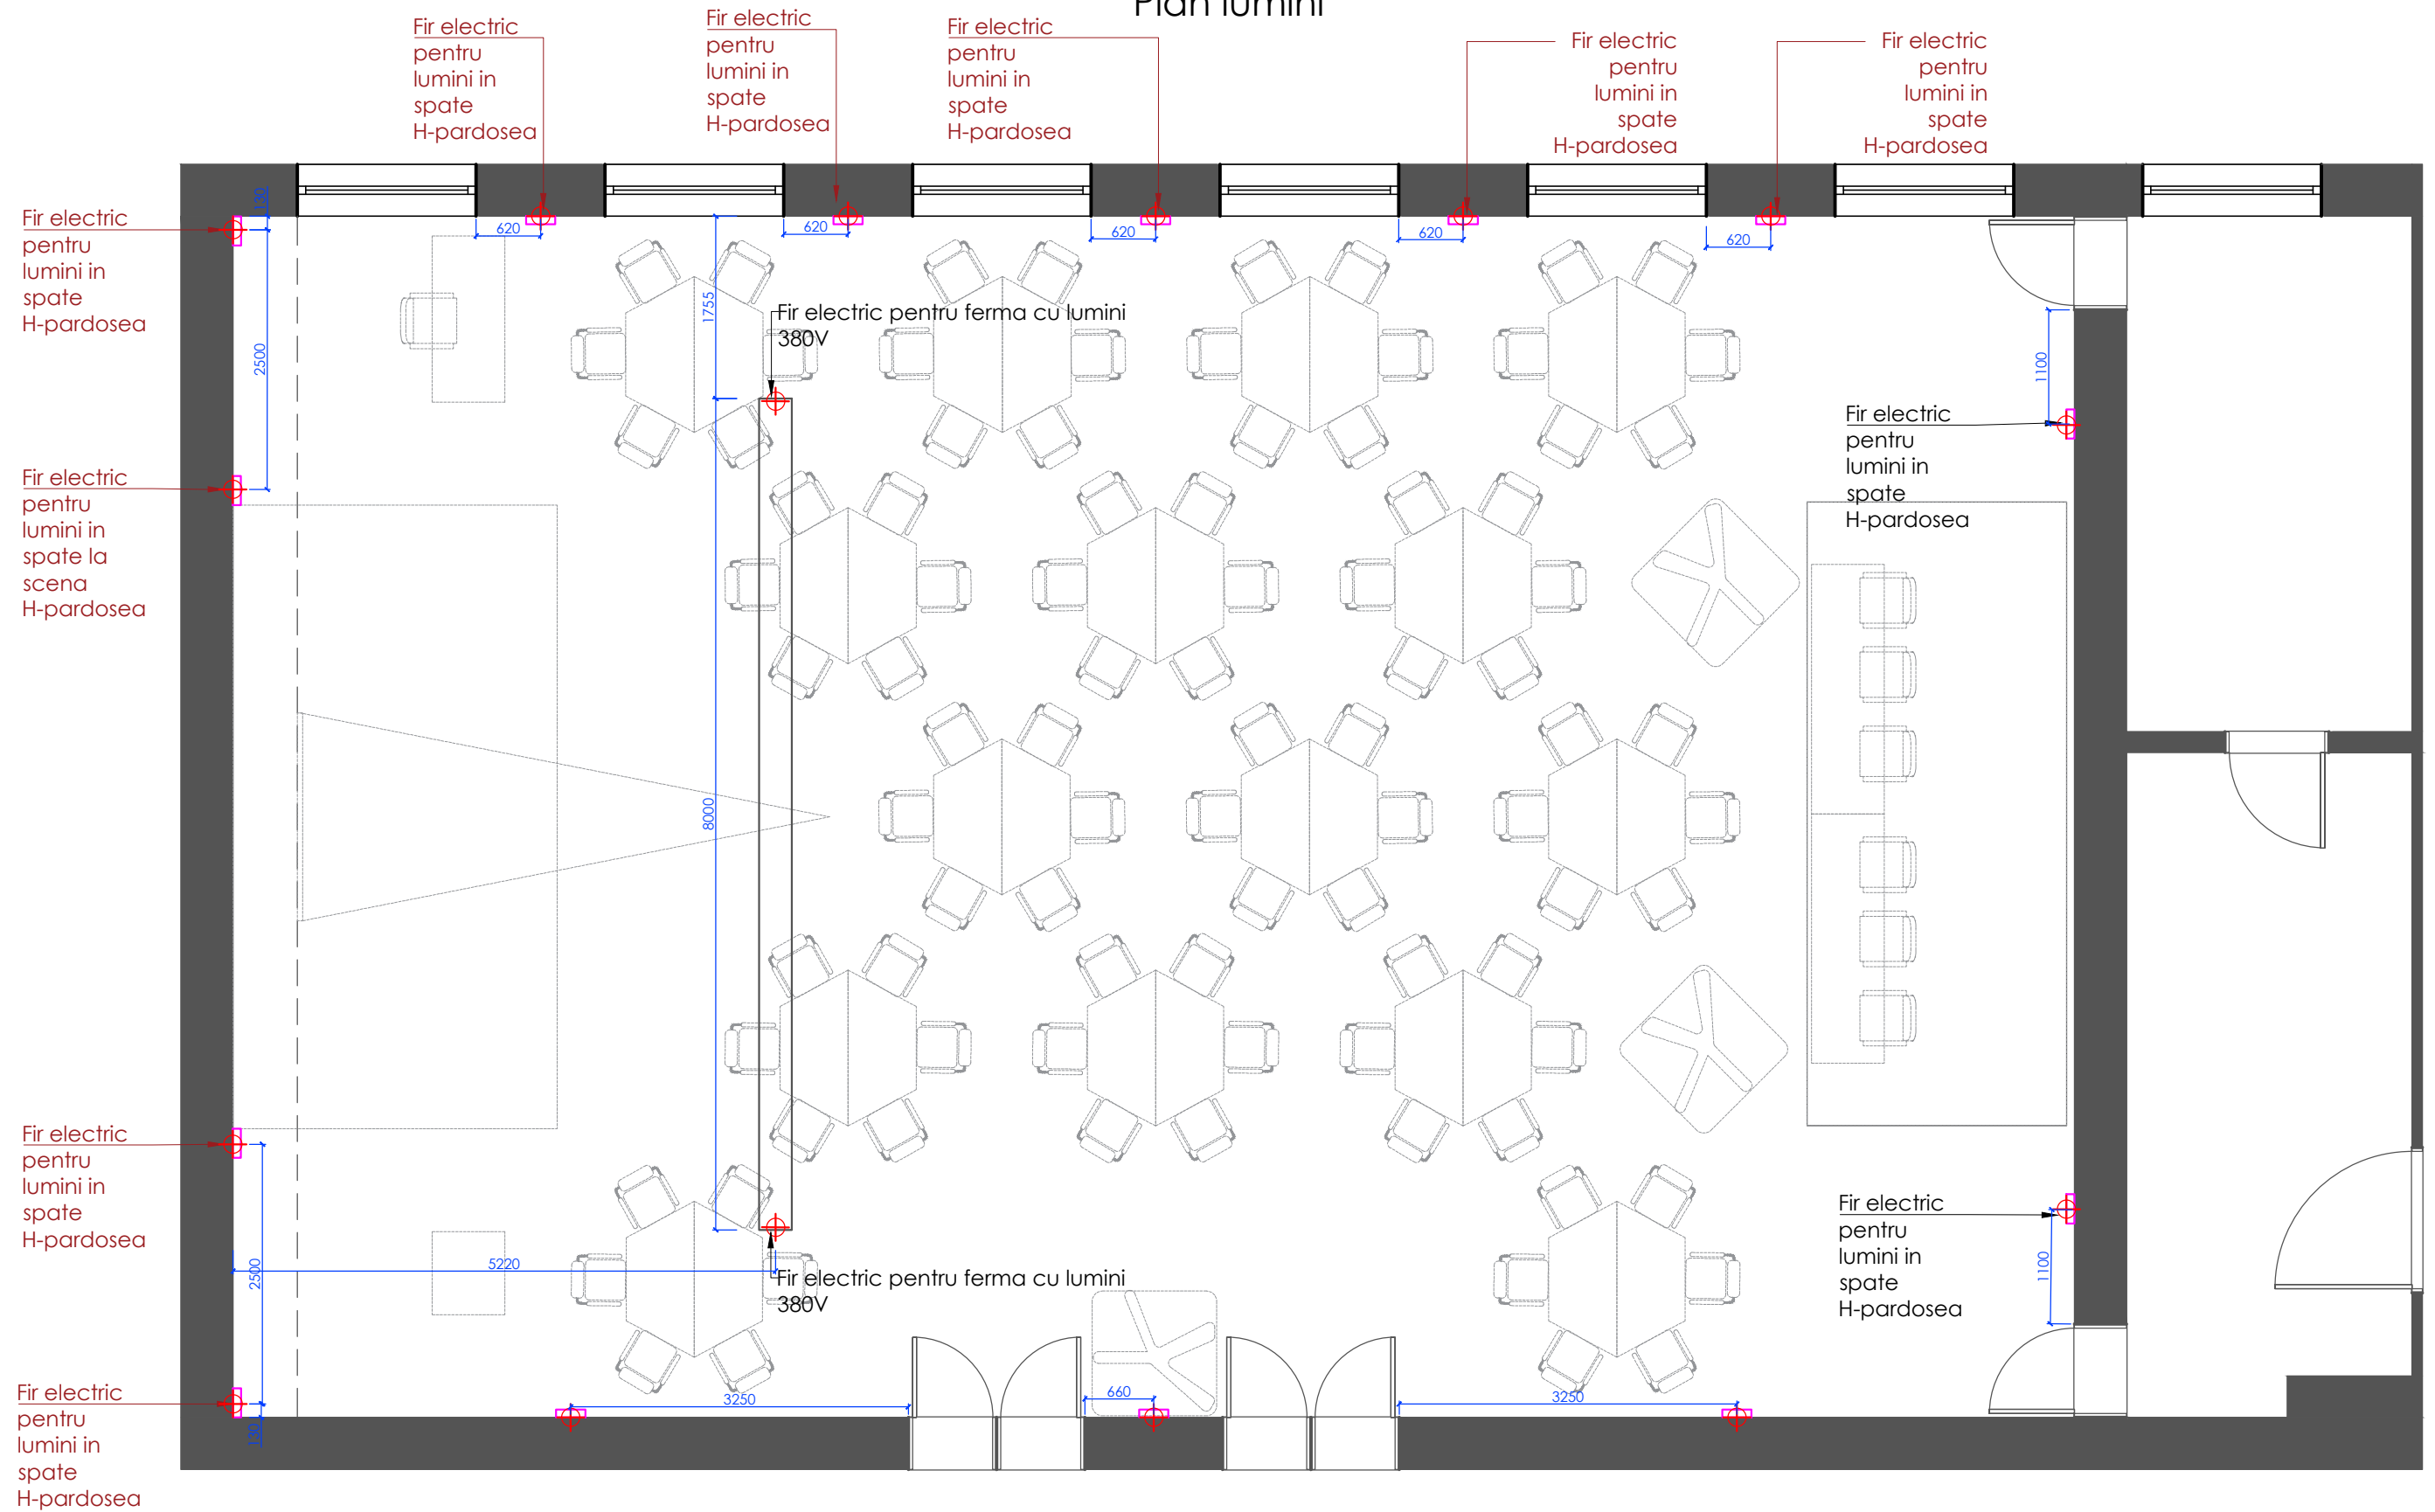 Plan lumini
Fir electric
pentru
lumini in
spate
H-pardosea
Fir electric
pentru
lumini in
spate
H-pardosea
Fir electric
pentru
lumini in
spate
H-pardosea
Fir electric
pentru
lumini in
spate
H-pardosea
Fir electric
pentru
lumini in
spate
H-pardosea
Fir electric
pentru
lumini in
spate
H-pardosea
130
620
620
620
620
620
2500
1755
Fir electric pentru ferma cu lumini
380V
1100
Fir electric
pentru
lumini in
spate
H-pardosea
Fir electric
pentru
lumini in
spate la
scena
H-pardosea
8000
Fir electric
pentru
lumini in
spate
H-pardosea
Fir electric
pentru
lumini in
spate
H-pardosea
1100
2500
5220
Fir electric pentru ferma cu lumini
380V
Fir electric
pentru
lumini in
spate
H-pardosea
130
3250
660
3250